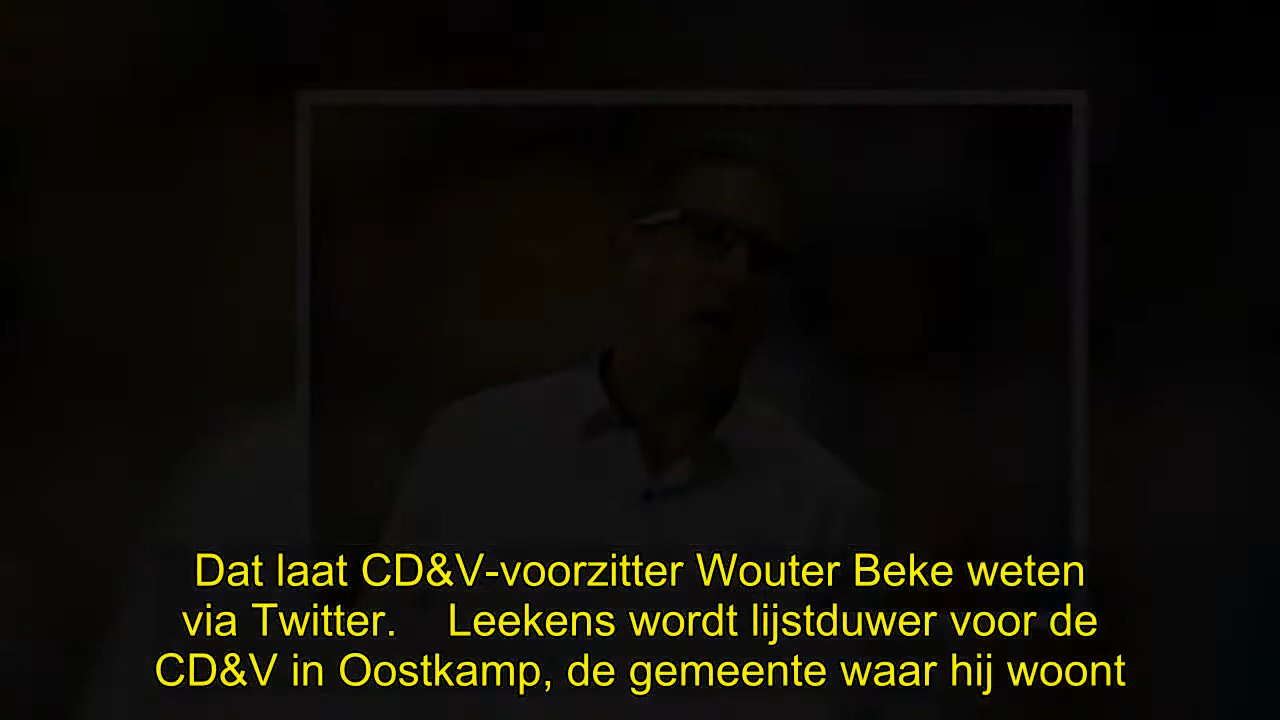 Dat laat CD&V-voorzitter Wouter Beke weten
via Twitter. Leekens wordt lijstduwer voor de
CD&V in Oostkamp, de gemeente waar hij woont